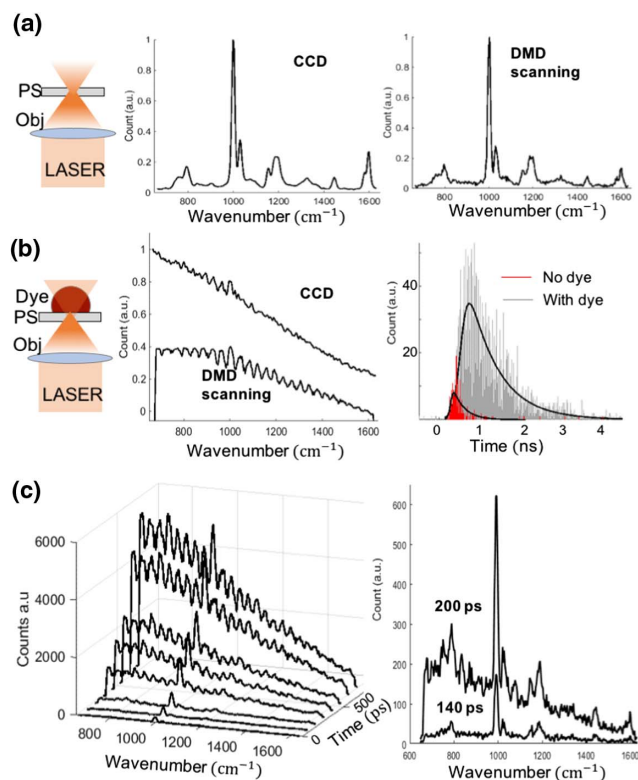 (a)
PS
Obj
LASER
Count (a.u.)
1
0.8
0.6
0.4
0.2
0
800
1000
1200
1400
1600
Wavenumber (cm⁻¹)
CCD
Count (a.u.)
1
0.8
0.6
0.4
0.2
0
800
1000
1200
1400
1600
Wavenumber (cm⁻¹)
DMD
scanning
(b)
Dye
PS
Obj
LASER
Count (a.u.)
1
0.8
0.6
0.4
0.2
0
800
1000
1200
1400
1600
Wavenumber (cm⁻¹)
CCD
DMD
scanning
Count (a.u.)
40
20
0
1
2
3
4
Time (ns)
No dye
With dye
(c)
Counts a.u
6000
4000
2000
0
800
1000
1200
1400
1600
Wavenumber (cm⁻¹)
0
500
Time (ps)
Count (a.u.)
600
500
400
300
200
100
0
600
800
1000
1200
1400
1600
Wavenumber (cm⁻¹)
200 ps
140 ps